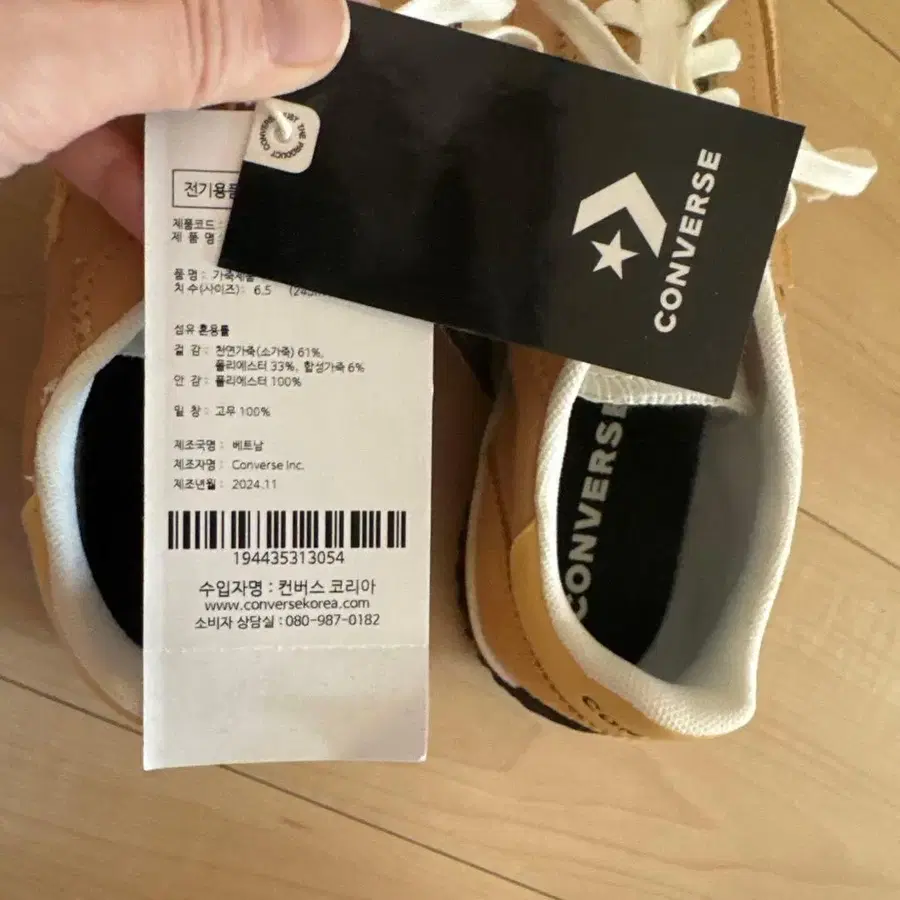 전기용품
제품코드 :
제 품 명 :
품 명 : 가죽제품
치 수(사이즈) : 6.5
섬유 혼용률
겉 감 : 천연가죽(소가죽) 61%,
폴리에스터 33%, 합성가죽 6%
안 감 : 폴리에스터 100%
밑 창 : 고무 100%
제조국명 : 베트남
제조자명 : Converse Inc.
제조년월 : 2024.11
194435313054
수입자명 : 컨버스 코리아
www.conversekorea.com
소비자 상담실 : 080-987-0182
CONVERSE
CONVERSE